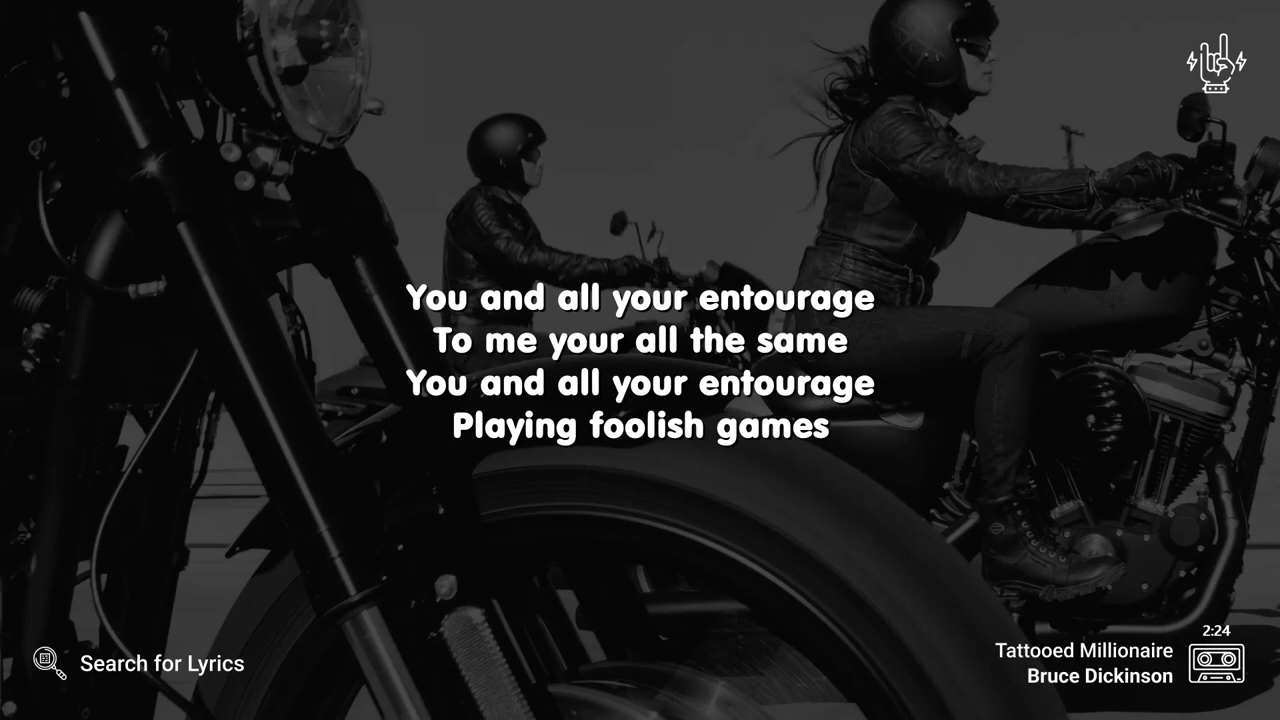 You and all your entourage
To me your all the same
You and all your entourage
Playing foolish games
Search for Lyrics
2:24
Tattooed Millionaire
Bruce Dickinson